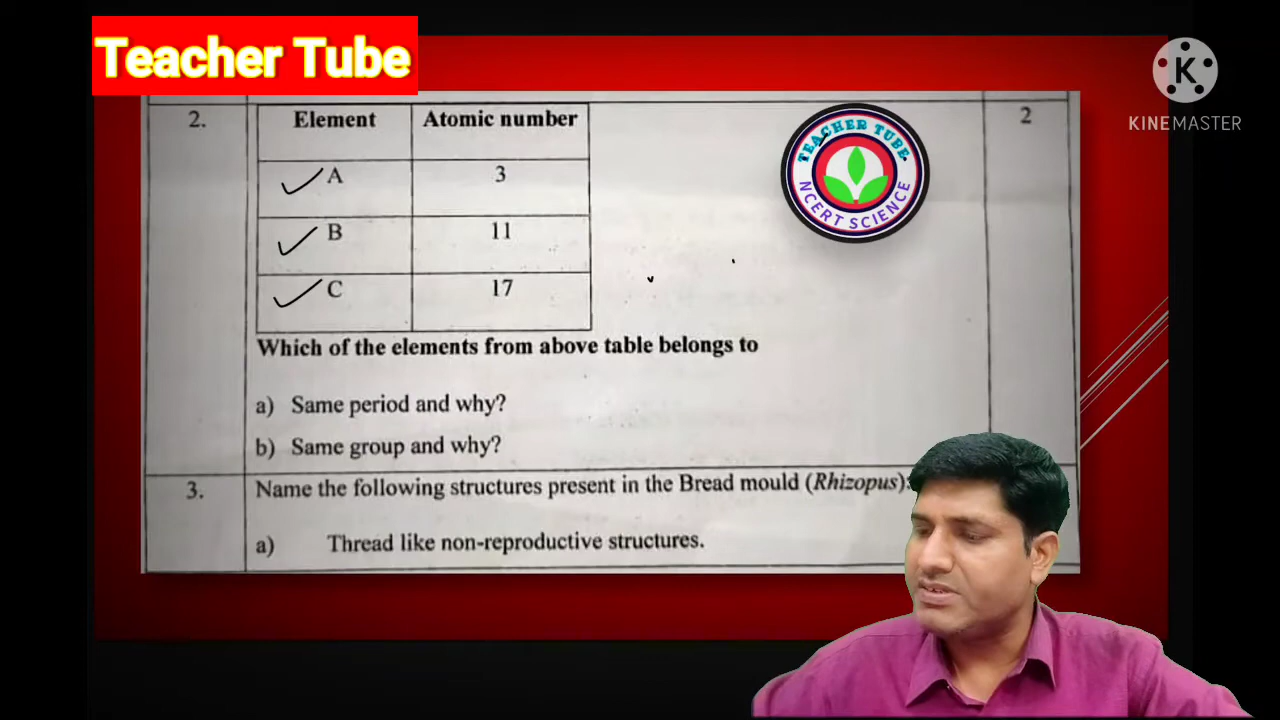 Teacher Tube
K
KINEMASTER
2.
Element Atomic number
2
A 3
B 11
C 17
TEACHER TUBE
NCERT SCIENCE
Which of the elements from above table belongs to
a) Same period and why?
b) Same group and why?
3. Name the following structures present in the Bread mould (Rhizopus):
a) Thread like non-reproductive structures.